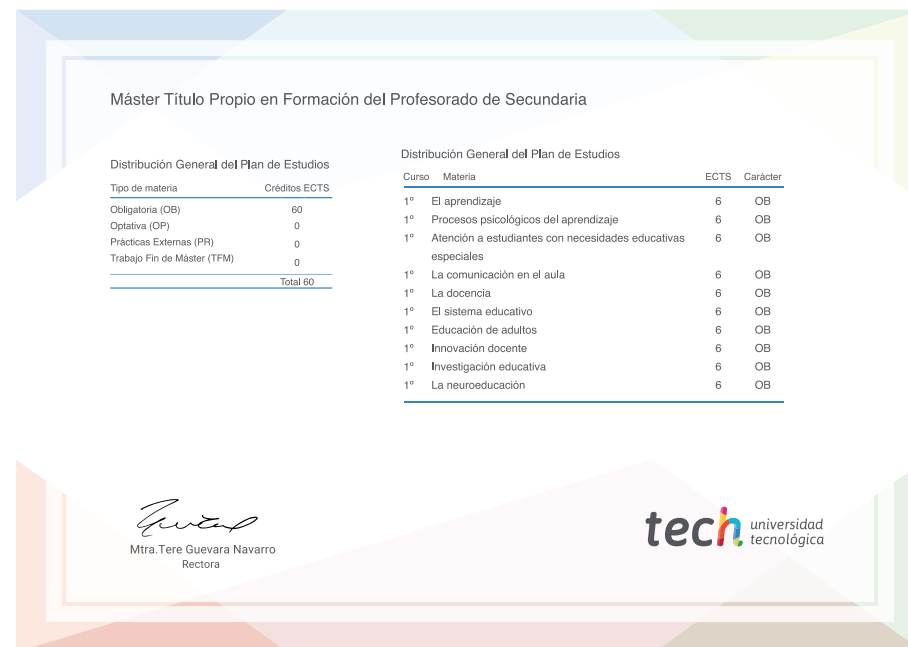 Máster Título Propio en Formación del Profesorado de Secundaria
Distribución General del Plan de Estudios
Tipo de materia Créditos ECTS
Obligatoria (OB) 60
Optativa (OP) 0
Prácticas Externas (PR) 0
Trabajo Fin de Máster (TFM) 0
Total 60
Distribución General del Plan de Estudios
Curso Materia ECTS Carácter
1º El aprendizaje 6 OB
1º Procesos psicológicos del aprendizaje 6 OB
1º Atención a estudiantes con necesidades educativas 6 OB
especiales
1º La comunicación en el aula 6 OB
1º La docencia 6 OB
1º El sistema educativo 6 OB
1º Educación de adultos 6 OB
1º Innovación docente 6 OB
1º Investigación educativa 6 OB
1º La neuroeducación 6 OB
Mtra.Tere Guevara Navarro
Rectora
tech universidad
tecnológica